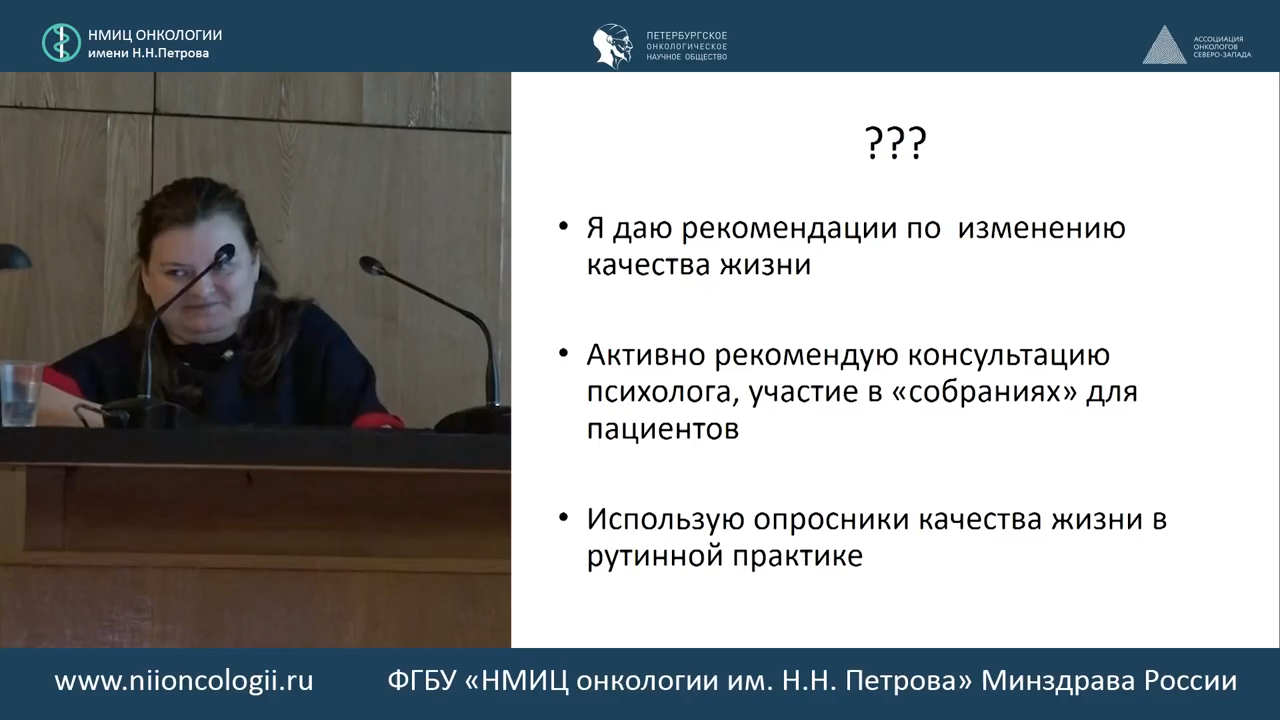 НМИЦ ОНКОЛОГИИ
имени Н.Н.Петрова
ПЕТЕРБУРГСКОЕ
ОНКОЛОГИЧЕСКОЕ
НАУЧНОЕ ОБЩЕСТВО
АССОЦИАЦИЯ
ОНКОЛОГОВ
СЕВЕРО-ЗАПАДА
???
• Я даю рекомендации по  изменению
качества жизни
• Активно рекомендую консультацию
психолога, участие в «собраниях» для
пациентов
• Использую опросники качества жизни в
рутинной практике
www.niioncologii.ru
ФГБУ «НМИЦ онкологии им. Н.Н. Петрова» Минздрава России